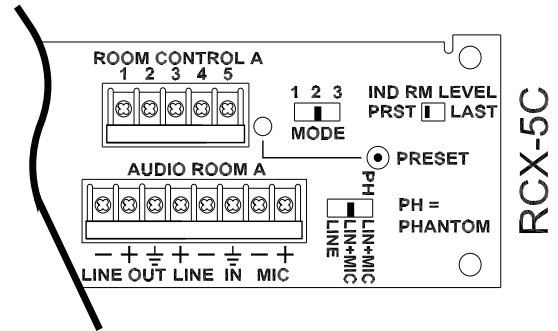 ROOM CONTROL A
1 2 3 4 5
1 2 3
MODE
IND RM LEVEL
PRST LAST
PRESET
AUDIO ROOM A
PH
LINE
LIN+MIC
LIN+MIC
PH =
PHANTOM
− + + − − +
LINE OUT LINE IN MIC
RCX-5C